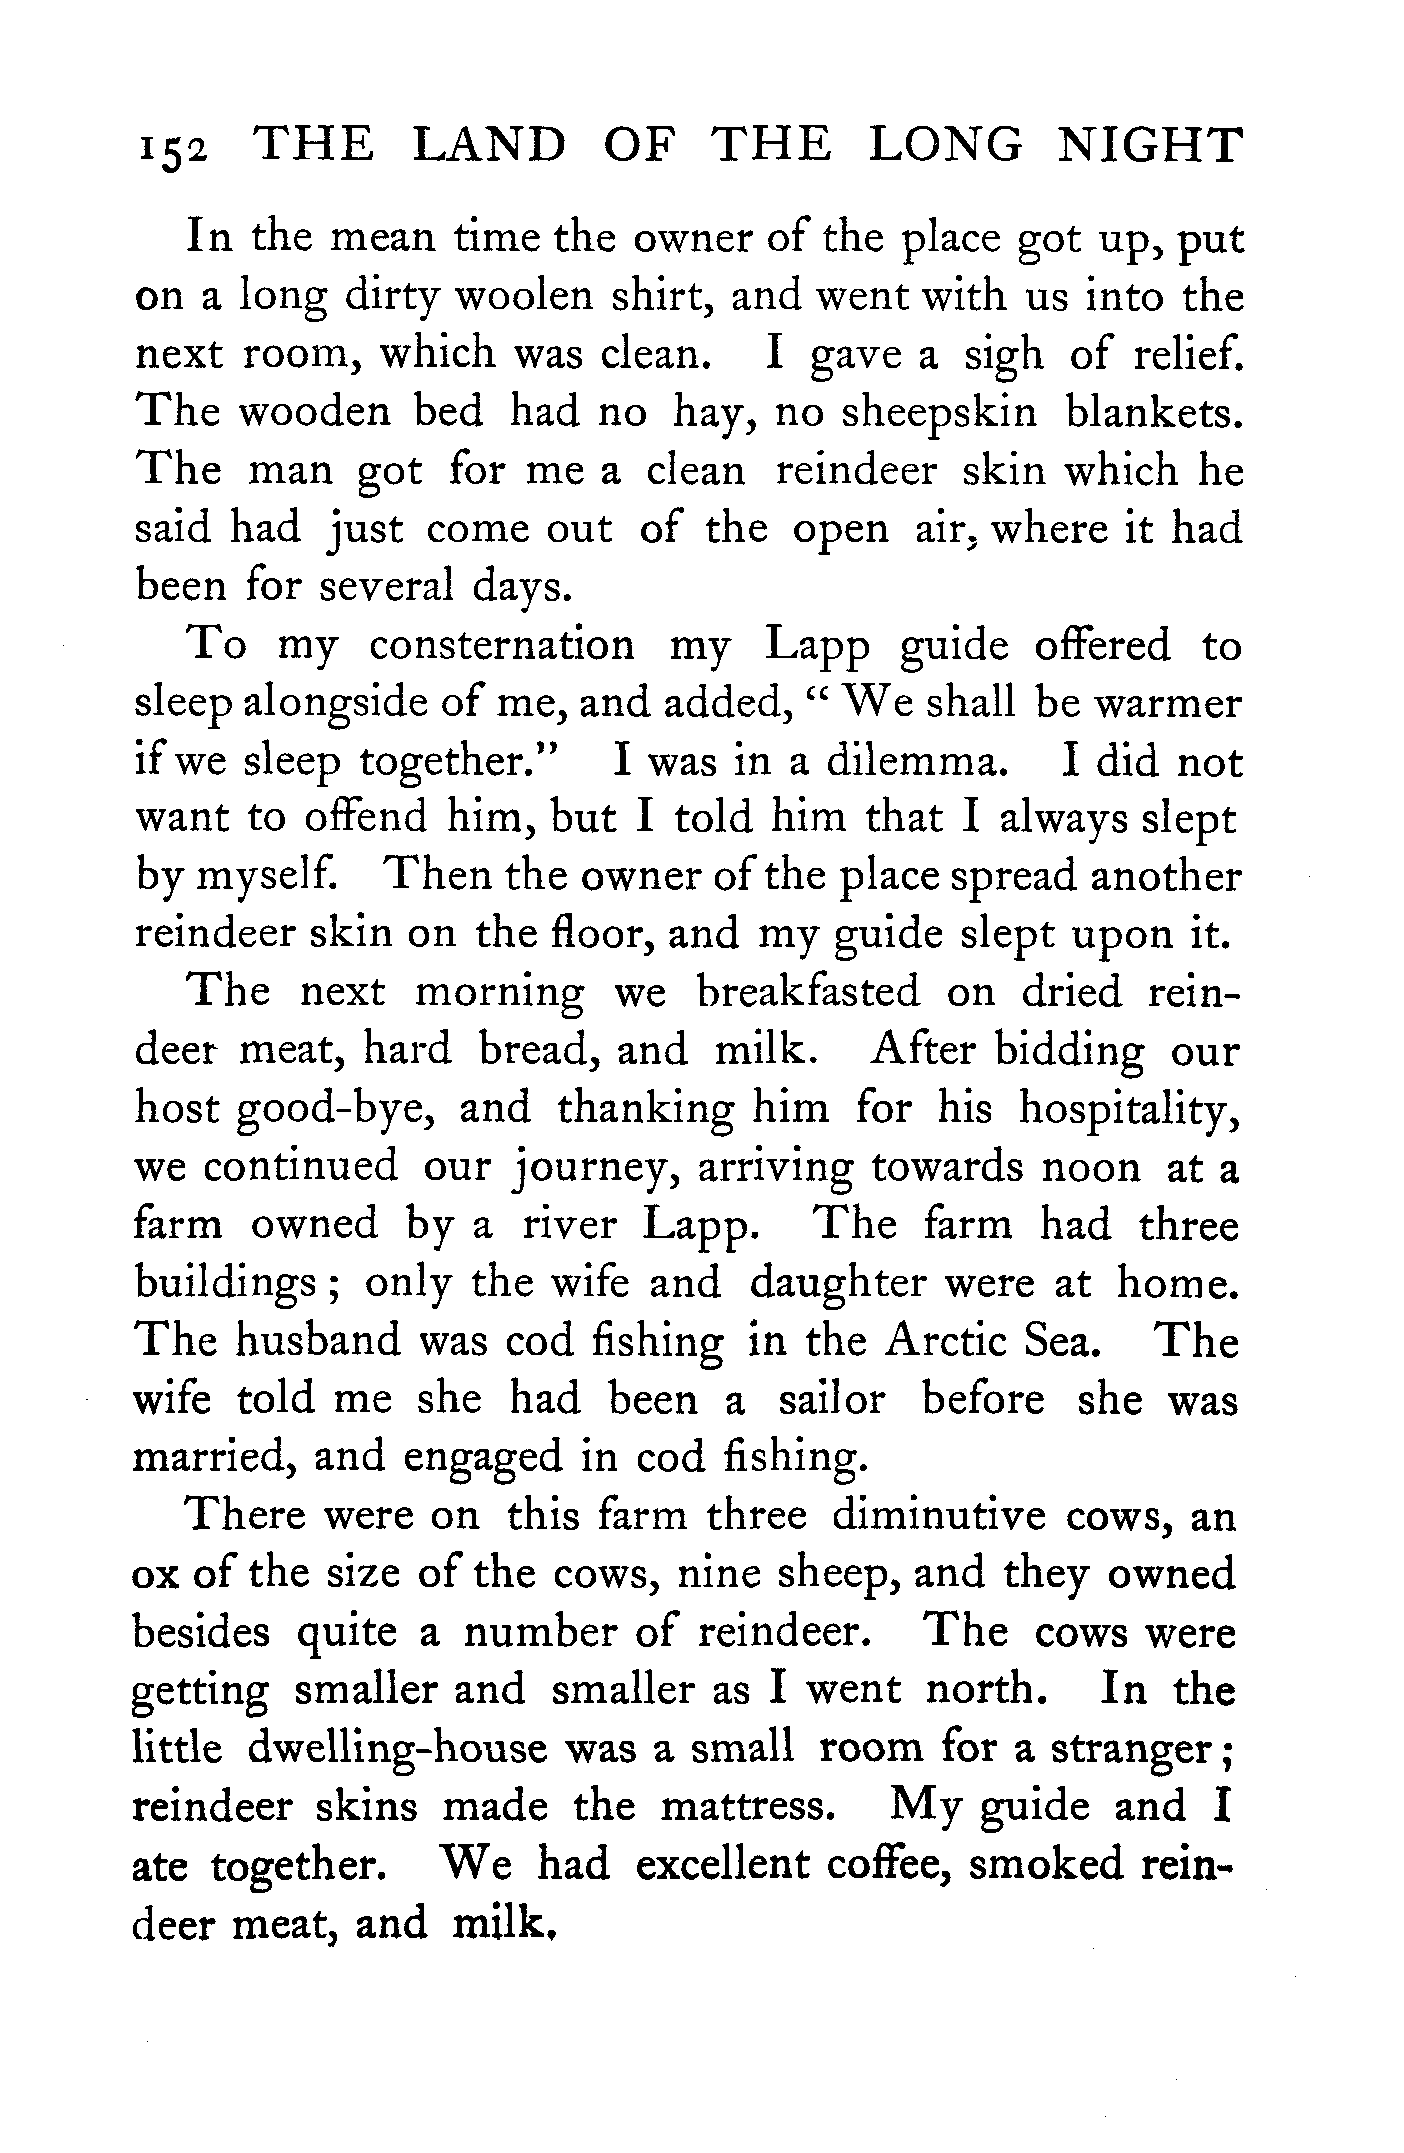 152 THE LAND OF THE LONG NIGHT
In the mean time the owner of the place got up, put
on a long dirty woolen shirt, and went with us into the
next room, which was clean. I gave a sigh of relief.
The wooden bed had no hay, no sheepskin blankets.
The man got for me a clean reindeer skin which he
said had just come out of the open air, where it had
been for several days.
To my consternation my Lapp guide offered to
sleep alongside of me, and added, “ We shall be warmer
if we sleep together.” I was in a dilemma. I did not
want to offend him, but I told him that I always slept
by myself. Then the owner of the place spread another
reindeer skin on the floor, and my guide slept upon it.
The next morning we breakfasted on dried rein-
deer meat, hard bread, and milk. After bidding our
host good-bye, and thanking him for his hospitality,
we continued our journey, arriving towards noon at a
farm owned by a river Lapp. The farm had three
buildings ; only the wife and daughter were at home.
The husband was cod fishing in the Arctic Sea. The
wife told me she had been a sailor before she was
married, and engaged in cod fishing.
There were on this farm three diminutive cows, an
ox of the size of the cows, nine sheep, and they owned
besides quite a number of reindeer. The cows were
getting smaller and smaller as I went north. In the
little dwelling-house was a small room for a stranger ;
reindeer skins made the mattress. My guide and I
ate together. We had excellent coffee, smoked rein-
deer meat, and milk.